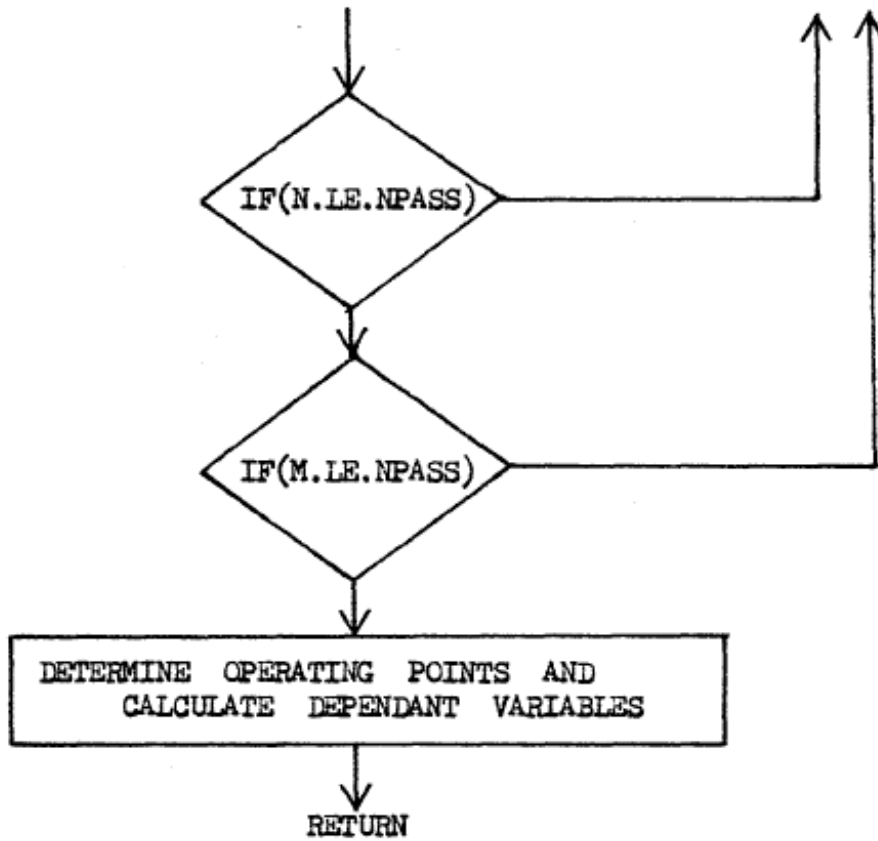 IF(N.LE.NPASS)
IF(M.LE.NPASS)
DETERMINE OPERATING POINTS AND
CALCULATE DEPENDANT VARIABLES
RETURN